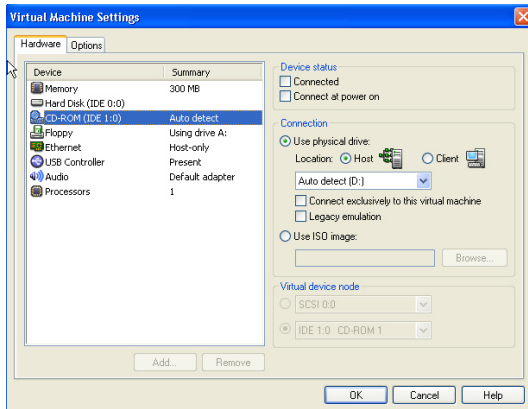 Virtual Machine Settings
Hardware Options
Device Summary
Memory 300 MB
Hard Disk (IDE 0:0)
CD-ROM (IDE 1:0) Auto detect
Floppy Using drive A:
Ethernet Host-only
USB Controller Present
Audio Default adapter
Processors 1
Add... Remove
Device status
Connected
Connect at power on
Connection
Use physical drive:
Location: Host Client
Auto detect (D:)
Connect exclusively to this virtual machine
Legacy emulation
Use ISO image:
Browse...
Virtual device node
SCSI 0:0
IDE 1:0 CD-ROM 1
OK Cancel Help